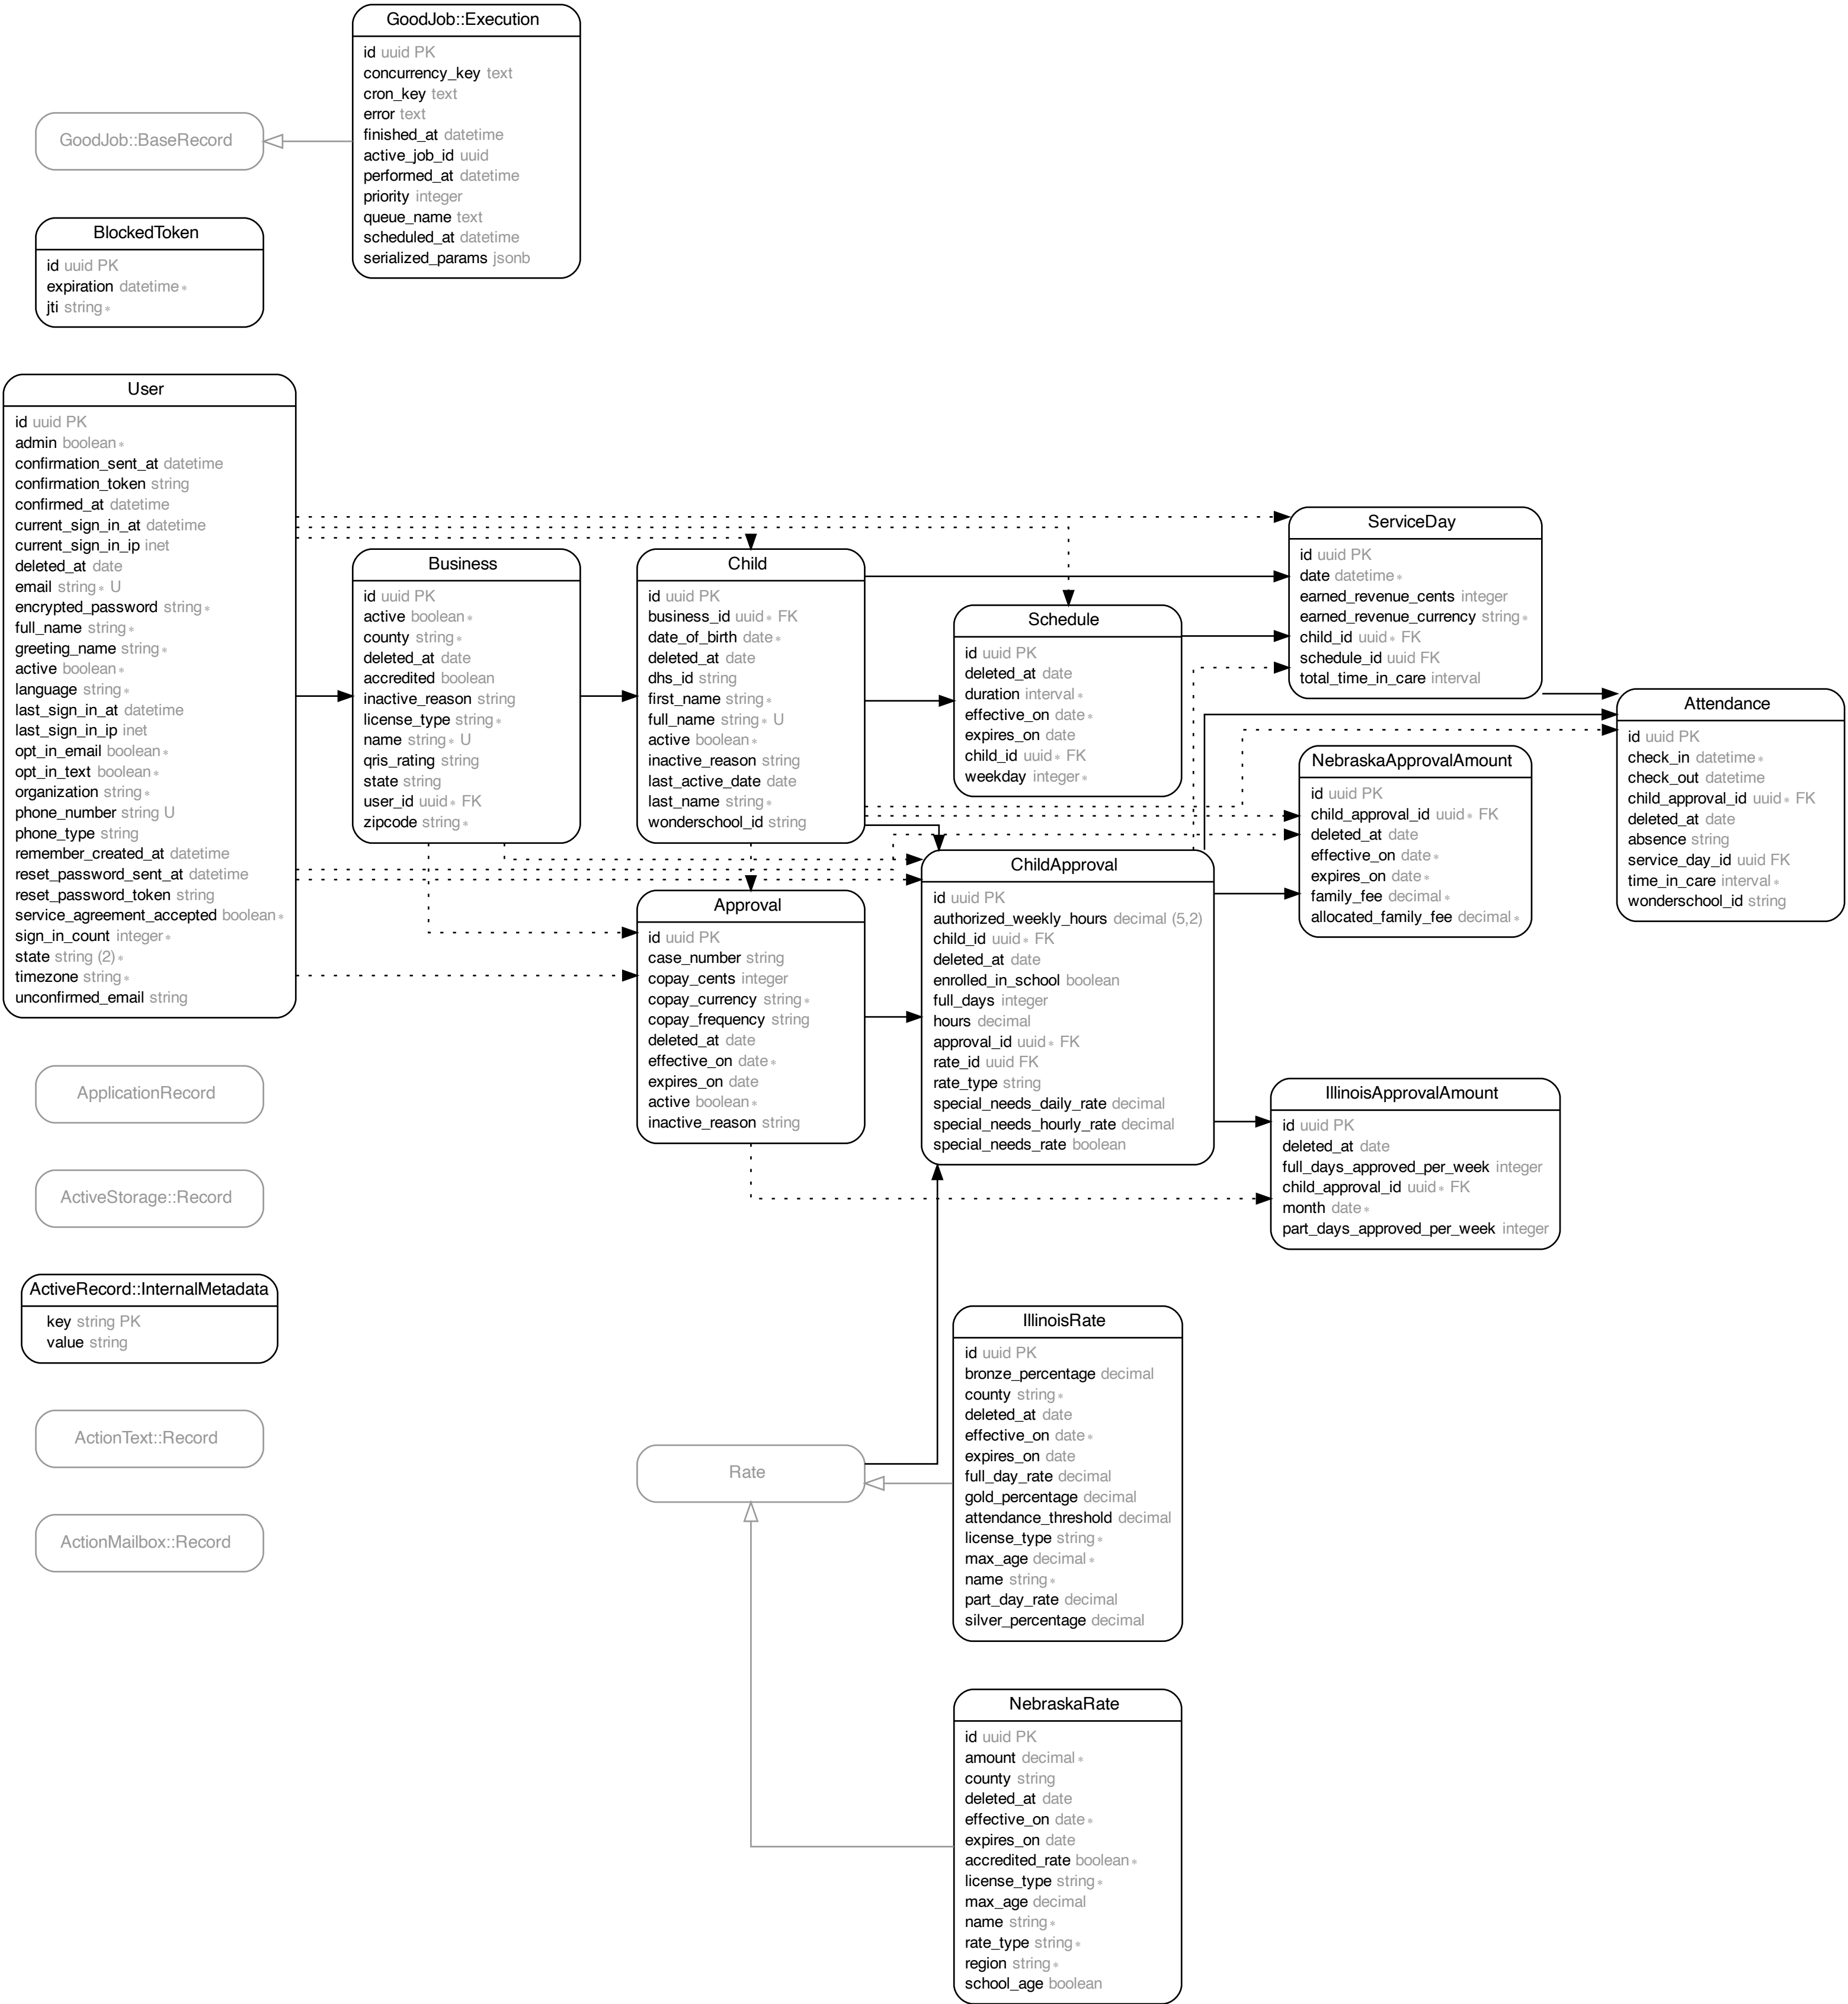 GoodJob::Execution
id uuid PK
concurrency_key text
cron_key text
error text
finished_at datetime
active_job_id uuid
performed_at datetime
priority integer
queue_name text
scheduled_at datetime
serialized_params jsonb
GoodJob::BaseRecord
BlockedToken
id uuid PK
expiration datetime *
jti string *
User
id uuid PK
admin boolean *
confirmation_sent_at datetime
confirmation_token string
confirmed_at datetime
current_sign_in_at datetime
current_sign_in_ip inet
deleted_at date
email string * U
encrypted_password string *
full_name string *
greeting_name string *
active boolean *
language string *
last_sign_in_at datetime
last_sign_in_ip inet
opt_in_email boolean *
opt_in_text boolean *
organization string *
phone_number string U
phone_type string
remember_created_at datetime
reset_password_sent_at datetime
reset_password_token string
service_agreement_accepted boolean *
sign_in_count integer *
state string (2) *
timezone string *
unconfirmed_email string
Business
id uuid PK
active boolean *
county string *
deleted_at date
accredited boolean
inactive_reason string
license_type string *
name string * U
qris_rating string
state string
user_id uuid * FK
zipcode string *
Child
id uuid PK
business_id uuid * FK
date_of_birth date *
deleted_at date
dhs_id string
first_name string *
full_name string * U
active boolean *
inactive_reason string
last_active_date date
last_name string *
wonderschool_id string
Schedule
id uuid PK
deleted_at date
duration interval *
effective_on date *
expires_on date
child_id uuid * FK
weekday integer *
ServiceDay
id uuid PK
date datetime *
earned_revenue_cents integer
earned_revenue_currency string *
child_id uuid * FK
schedule_id uuid FK
total_time_in_care interval
Attendance
id uuid PK
check_in datetime *
check_out datetime
child_approval_id uuid * FK
deleted_at date
absence string
service_day_id uuid FK
time_in_care interval *
wonderschool_id string
NebraskaApprovalAmount
id uuid PK
child_approval_id uuid * FK
deleted_at date
effective_on date *
expires_on date *
family_fee decimal *
allocated_family_fee decimal *
Approval
id uuid PK
case_number string
copay_cents integer
copay_currency string *
copay_frequency string
deleted_at date
effective_on date *
expires_on date
active boolean *
inactive_reason string
ChildApproval
id uuid PK
authorized_weekly_hours decimal (5,2)
child_id uuid * FK
deleted_at date
enrolled_in_school boolean
full_days integer
hours decimal
approval_id uuid * FK
rate_id uuid FK
rate_type string
special_needs_daily_rate decimal
special_needs_hourly_rate decimal
special_needs_rate boolean
IllinoisApprovalAmount
id uuid PK
deleted_at date
full_days_approved_per_week integer
child_approval_id uuid * FK
month date *
part_days_approved_per_week integer
ApplicationRecord
ActiveStorage::Record
ActiveRecord::InternalMetadata
key string PK
value string
ActionText::Record
ActionMailbox::Record
Rate
IllinoisRate
id uuid PK
bronze_percentage decimal
county string *
deleted_at date
effective_on date *
expires_on date
full_day_rate decimal
gold_percentage decimal
attendance_threshold decimal
license_type string *
max_age decimal *
name string *
part_day_rate decimal
silver_percentage decimal
NebraskaRate
id uuid PK
amount decimal *
county string
deleted_at date
effective_on date *
expires_on date
accredited_rate boolean *
license_type string *
max_age decimal
name string *
rate_type string *
region string *
school_age boolean